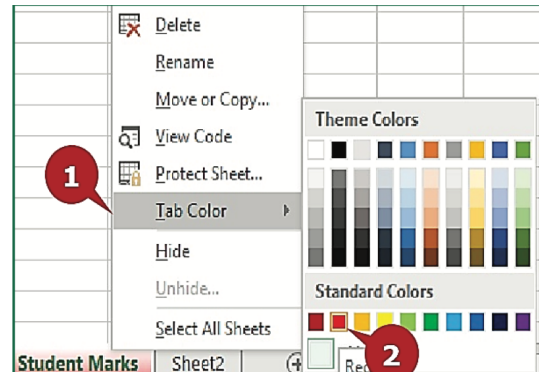 Delete
Rename
Move or Copy...
View Code
Protect Sheet...
Tab Color
Hide
Unhide...
Select All Sheets
Theme Colors
Standard Colors
1
2
Student Marks
Sheet2